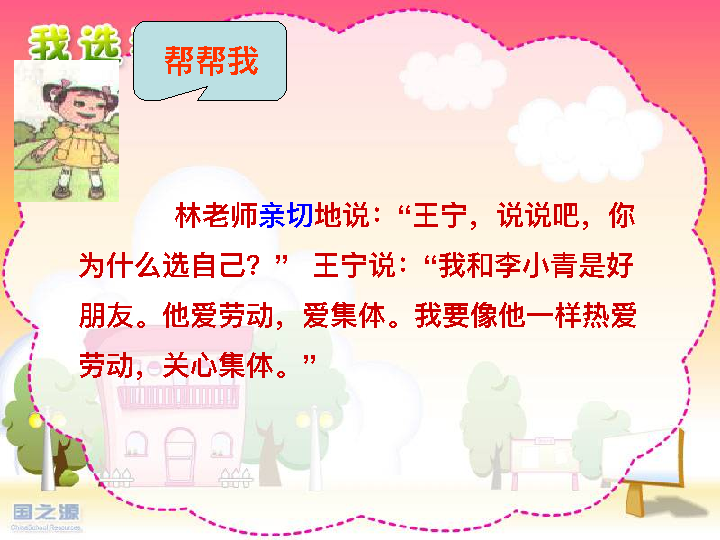 我选
帮帮我
林老师亲切地说：“王宁，说说吧，你
为什么选自己？” 王宁说：“我和李小青是好
朋友。他爱劳动，爱集体。我要像他一样热爱
劳动，关心集体。”
国之源
ChinaSchool Resources